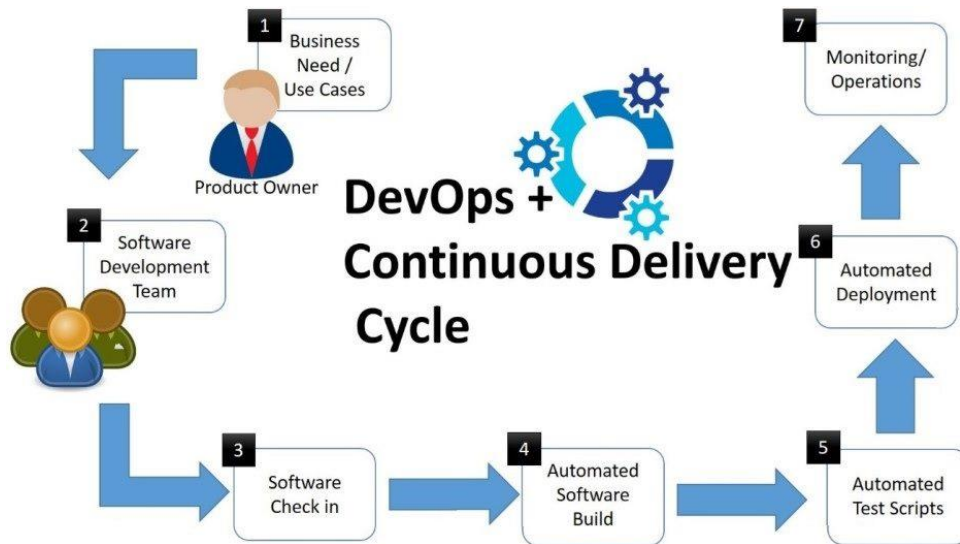 1
Business
Need /
Use Cases
Product Owner
2
Software
Development
Team
3
Software
Check in
4
Automated
Software
Build
5
Automated
Test Scripts
6
Automated
Deployment
7
Monitoring/
Operations
DevOps +
Continuous Delivery
Cycle